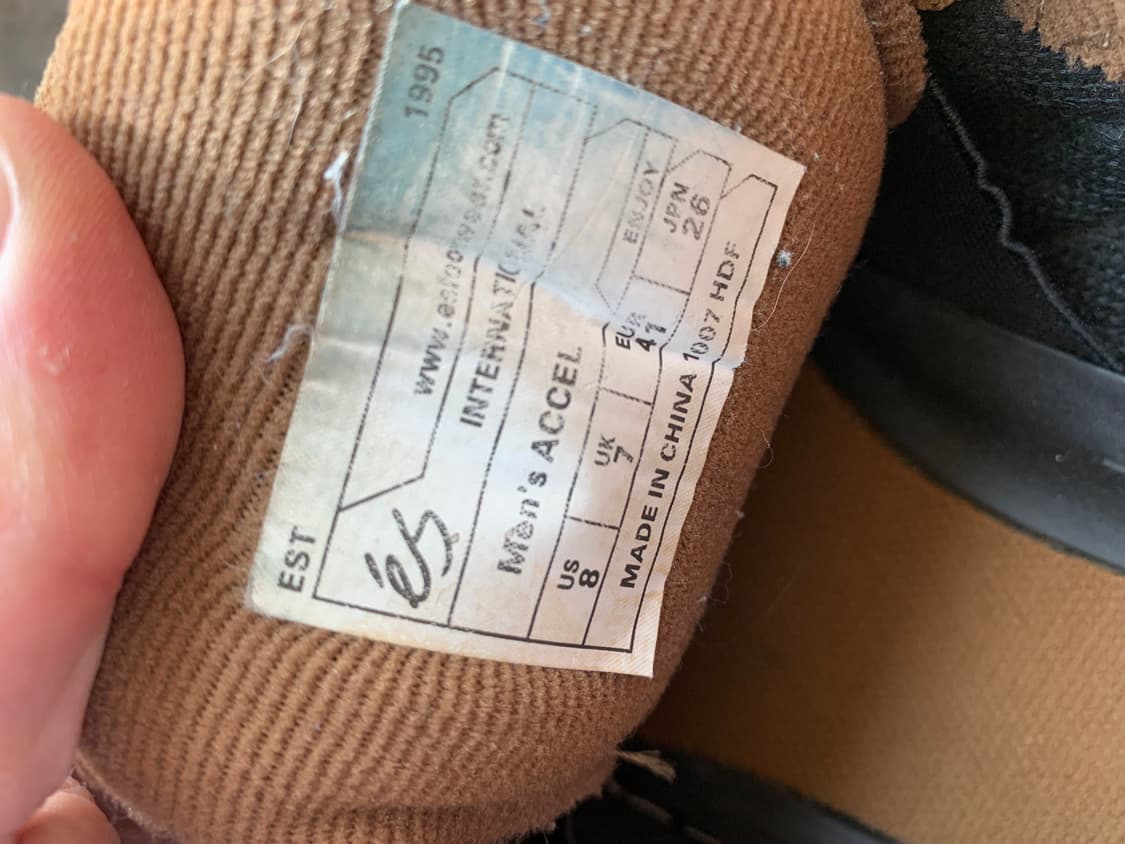 EST 1995
éS
www.esfootwear.com
INTERNATIONAL
Men's ACCEL
ENJOY
US UK EUR JPN
8 7 41 26
MADE IN CHINA 1007 HDF